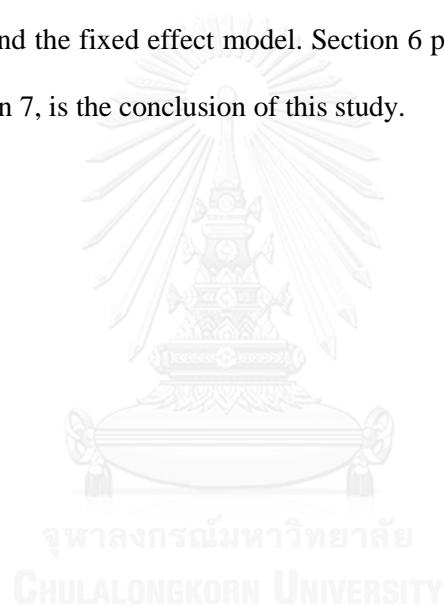 nd the fixed effect model. Section 6 p
n 7, is the conclusion of this study.
จุฬาลงกรณ์มหาวิทยาลัย
CHULALONGKORN UNIVERSITY